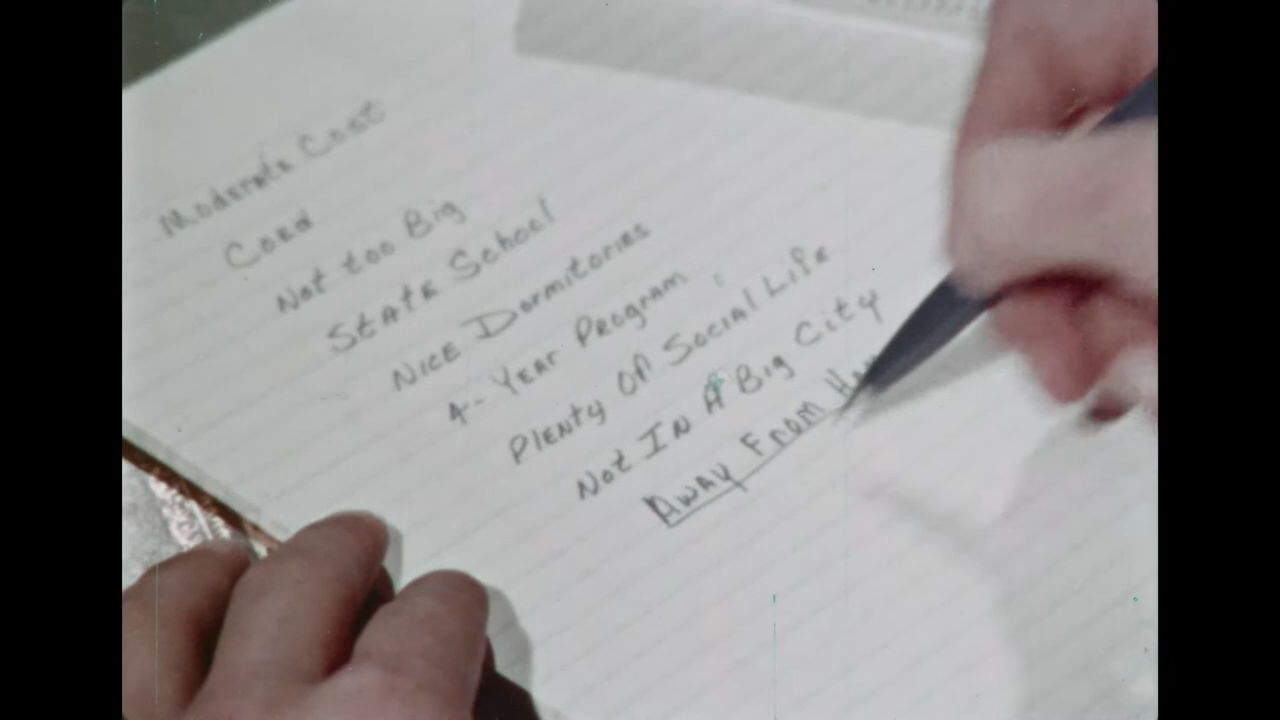 Moderate Cost
Coed
Not too Big
State School
Nice Dormitories
4-Year Program
Plenty Of Social Life
Not In A Big City
Away From